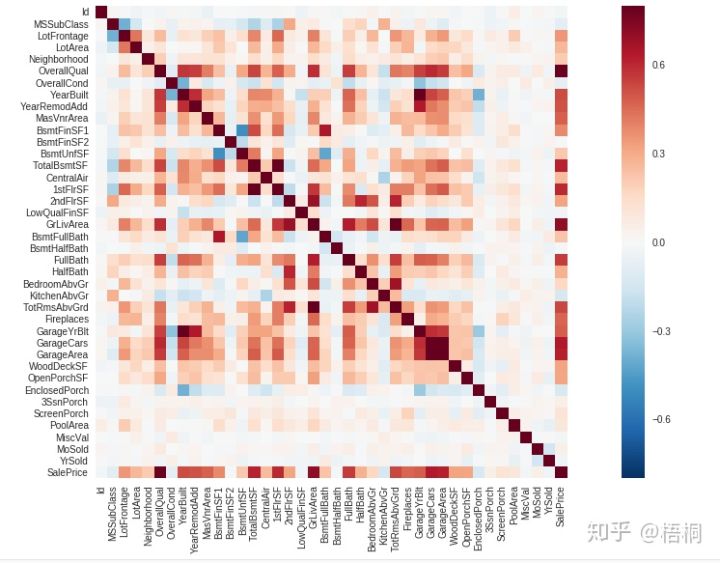 Id
MSSubClass
LotFrontage
LotArea
Neighborhood
OverallQual
OverallCond
YearBuilt
YearRemodAdd
MasVnrArea
BsmtFinSF1
BsmtFinSF2
BsmtUnfSF
TotalBsmtSF
CentralAir
1stFlrSF
2ndFlrSF
LowQualFinSF
GrLivArea
BsmtFullBath
BsmtHalfBath
FullBath
HalfBath
BedroomAbvGr
KitchenAbvGr
TotRmsAbvGrd
Fireplaces
GarageYrBlt
GarageCars
GarageArea
WoodDeckSF
OpenPorchSF
EnclosedPorch
3SsnPorch
ScreenPorch
PoolArea
MiscVal
MoSold
YrSold
SalePrice
Id
MSSubClass
LotFrontage
LotArea
Neighborhood
OverallQual
OverallCond
YearBuilt
YearRemodAdd
MasVnrArea
BsmtFinSF1
BsmtFinSF2
BsmtUnfSF
TotalBsmtSF
CentralAir
1stFlrSF
2ndFlrSF
LowQualFinSF
GrLivArea
BsmtFullBath
BsmtHalfBath
FullBath
HalfBath
BedroomAbvGr
KitchenAbvGr
TotRmsAbvGrd
Fireplaces
GarageYrBlt
GarageCars
GarageArea
WoodDeckSF
OpenPorchSF
EnclosedPorch
3SsnPorch
ScreenPorch
PoolArea
MiscVal
MoSold
YrSold
SalePrice
0.6
0.3
0.0
−0.3
−0.6
知乎 @梧桐